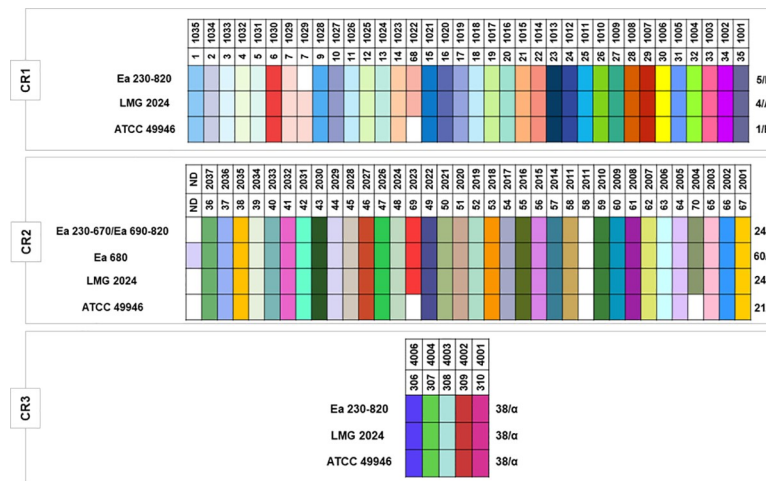 CR1
1035 1034 1033 1032 1031 1030 1029 1029 1028 1027 1026 1025 1024 1023 1022 1021 1020 1019 1018 1017 1016 1015 1014 1013 1012 1011 1010 1009 1008 1007 1006 1005 1004 1003 1002 1001
1 2 3 4 5 6 7 7 9 10 11 12 13 14 68 15 16 17 18 19 20 21 22 23 24 25 26 27 28 29 30 31 32 33 34 35
Ea 230-820 5/
LMG 2024 4/
ATCC 49946 1/
CR2
ND 2037 2036 2035 2034 2033 2032 2031 2030 2029 2028 2027 2026 2024 2023 2022 2021 2020 2019 2018 2017 2016 2015 2014 2011 2011 2010 2009 2008 2007 2006 2005 2004 2003 2002 2001
ND 36 37 38 39 40 41 42 43 44 45 46 47 48 69 49 50 51 52 53 54 55 56 57 58 58 59 60 61 62 63 64 70 65 66 67
Ea 230-670/Ea 690-820 24
Ea 680 60/
LMG 2024 24
ATCC 49946 21
CR3
4006 4004 4003 4002 4001
306 307 308 309 310
Ea 230-820 38/α
LMG 2024 38/α
ATCC 49946 38/α